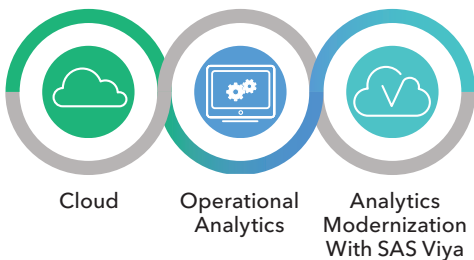 Cloud
Operational
Analytics
Analytics
Modernization
With SAS Viya